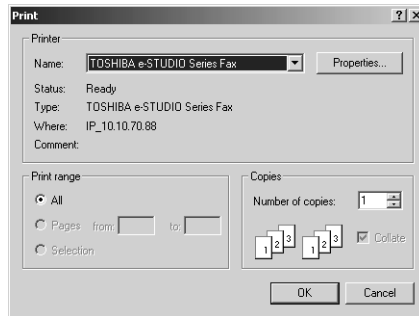 Print
Printer
Name: TOSHIBA e-STUDIO Series Fax Properties...
Status: Ready
Type: TOSHIBA e-STUDIO Series Fax
Where: IP_10.10.70.88
Comment:
Print range
All
Pages from: to:
Selection
Copies
Number of copies: 1
1 2 3 1 2 3
Collate
OK Cancel